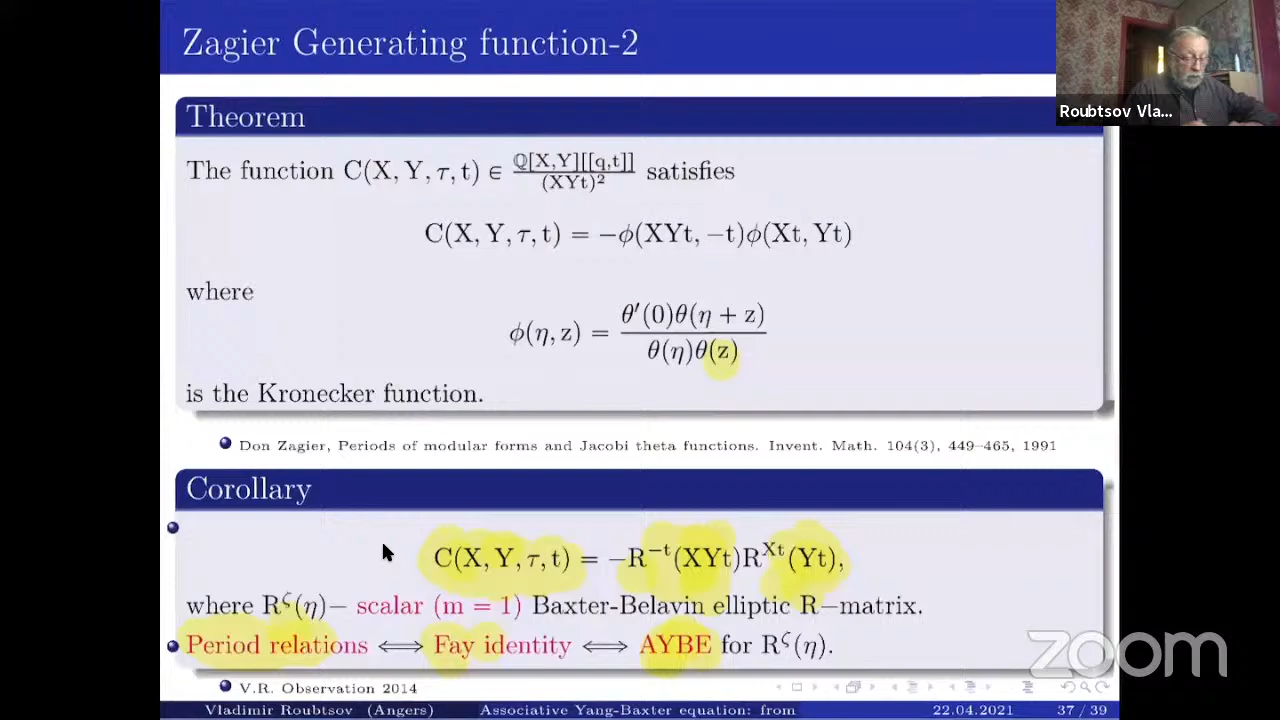 Zagier Generating function-2
Roubtsov Vla...
Theorem
The function C(X, Y, τ, t) ∈ ℚ[X,Y][[q,t]] / (XYt)² satisfies
C(X, Y, τ, t) = −ϕ(XYt, −t)ϕ(Xt, Yt)
where
ϕ(η, z) = θ′(0)θ(η + z) / θ(η)θ(z)
is the Kronecker function.
Don Zagier, Periods of modular forms and Jacobi theta functions. Invent. Math. 104(3), 449–465, 1991
Corollary
C(X, Y, τ, t) = −R⁻ᵗ(XYt)R^{Xt}(Yt),
where R^ζ(η)− scalar (m = 1) Baxter-Belavin elliptic R−matrix.
Period relations ⟺ Fay identity ⟺ AYBE for R^ζ(η).
zoom
V.R. Observation 2014
Vladimir Roubtsov (Angers) Associative Yang-Baxter equation: from 22.04.2021 37 / 39